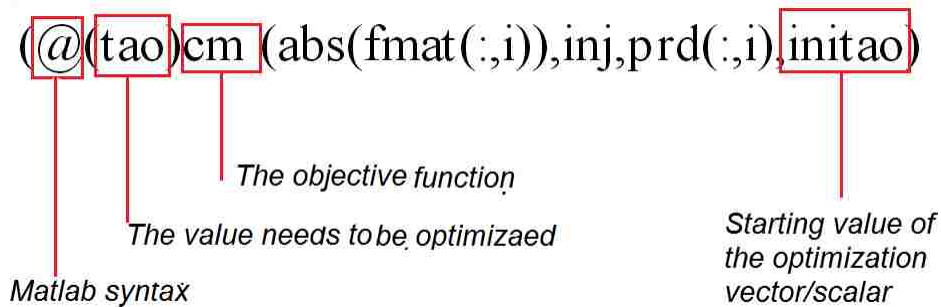 (@(tao)cm (abs(fmat(:,i)),inj,prd(:,i),initao)
The objective function
The value needs to be optimizaed
Starting value of
the optimization
vector/scalar
Matlab syntax